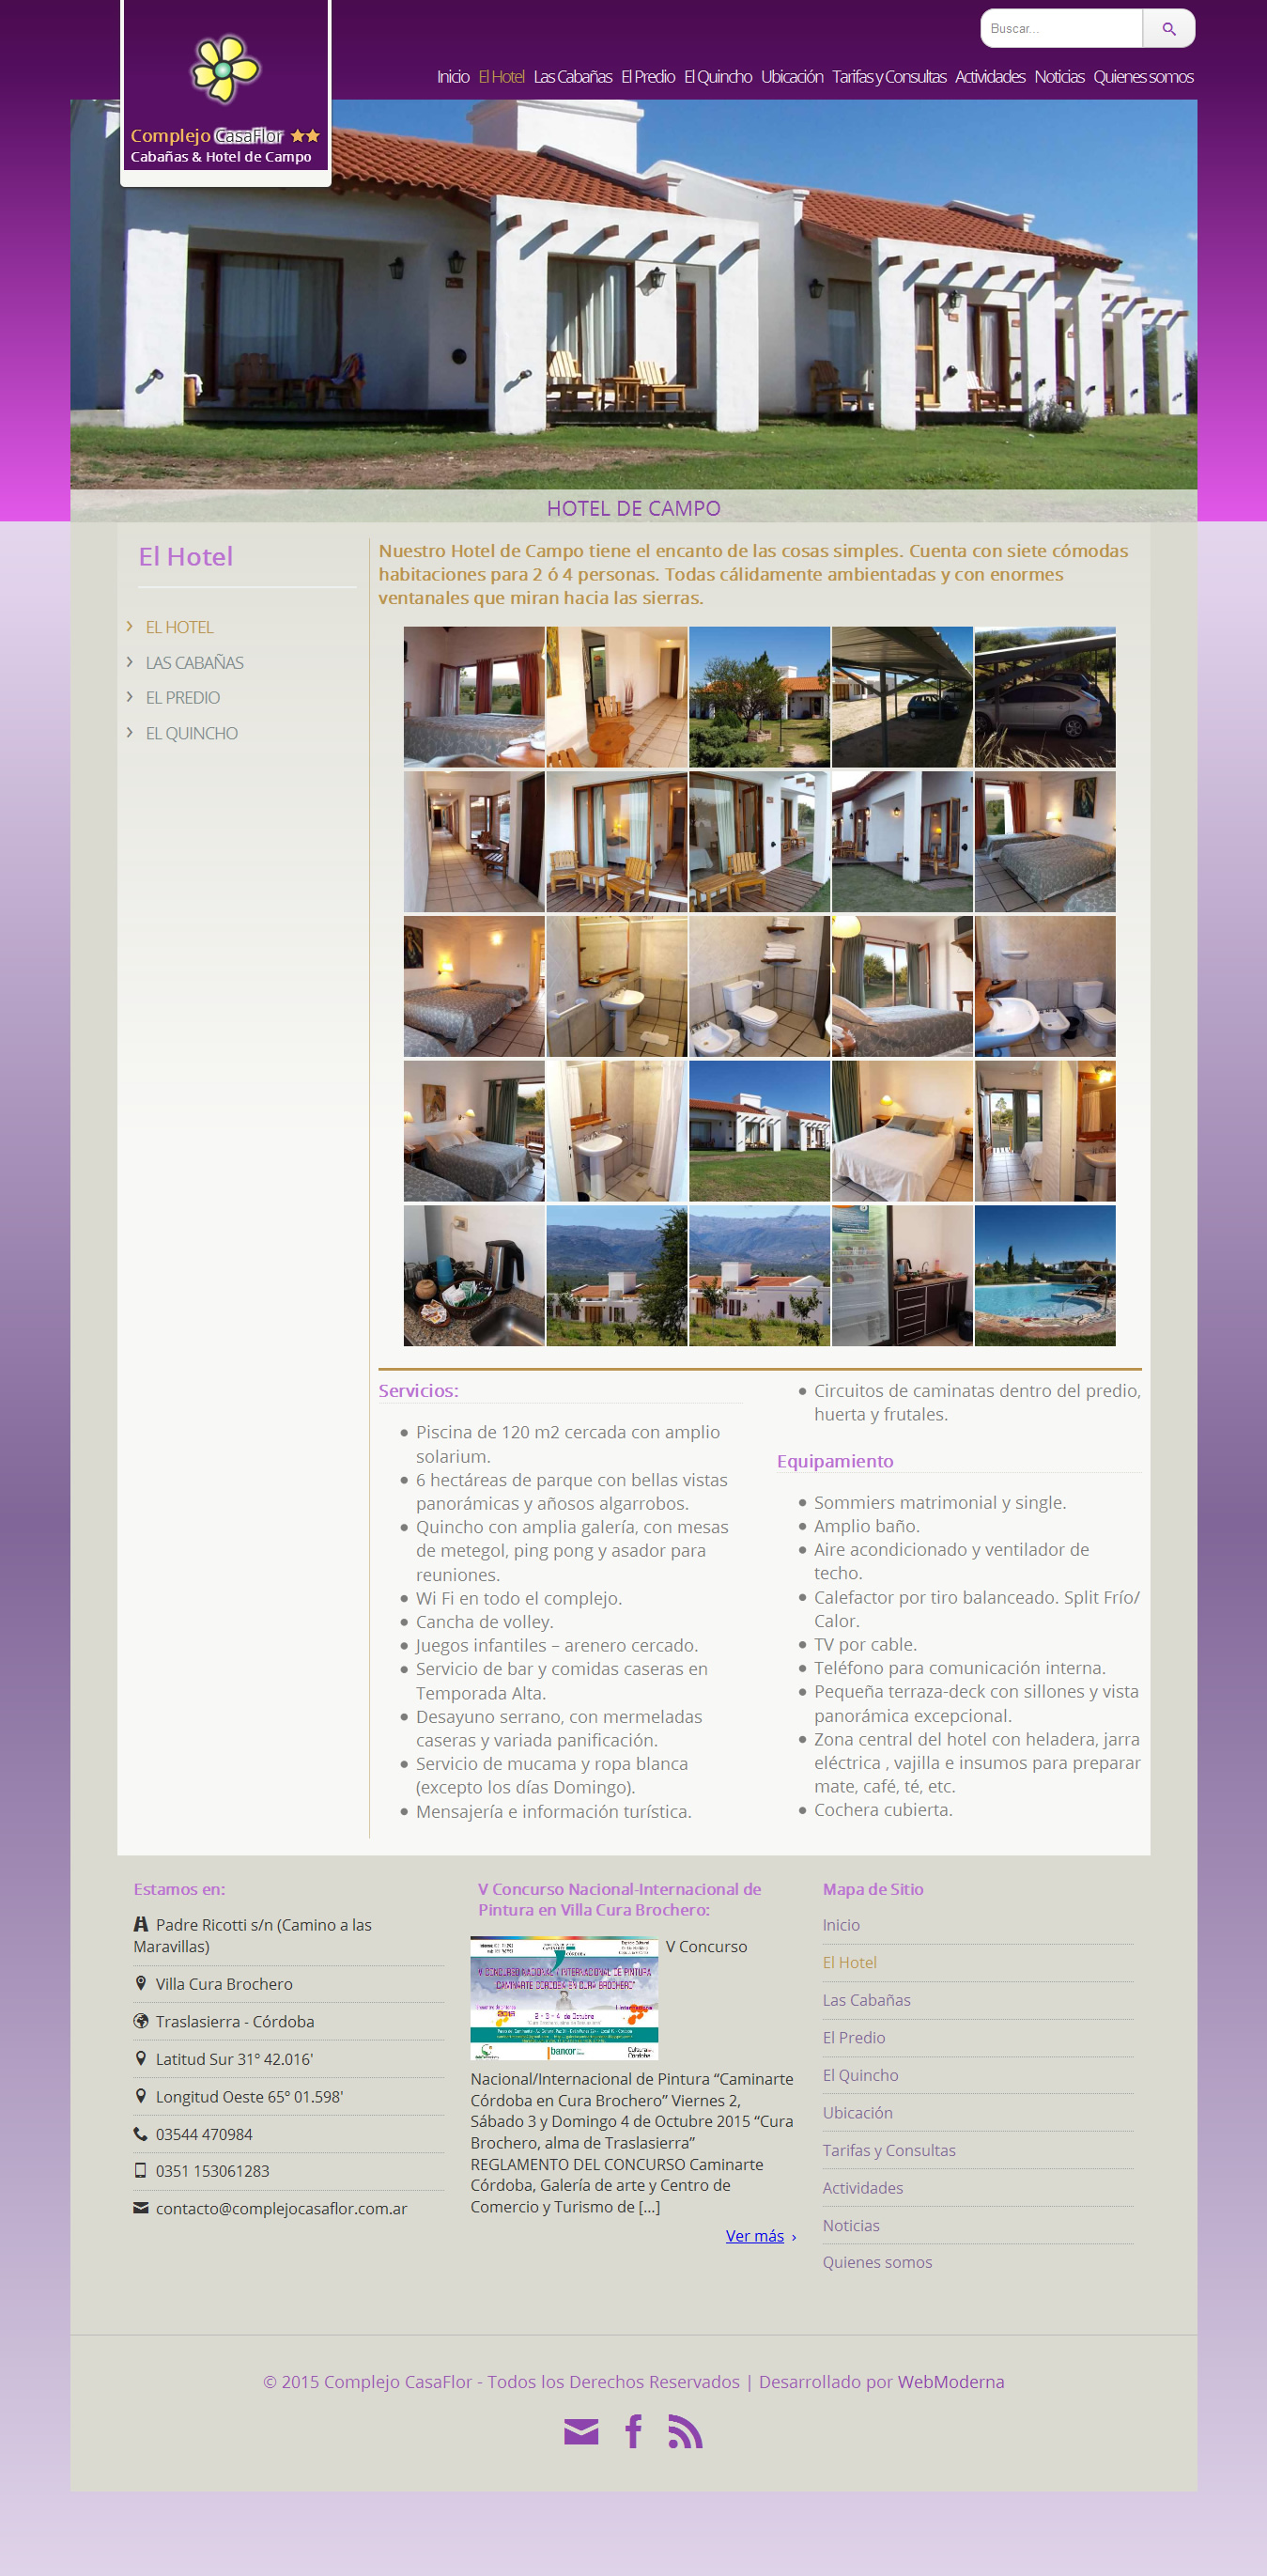 Buscar...
Inicio El Hotel Las Cabañas El Predio El Quincho Ubicación Tarifas y Consultas Actividades Noticias Quienes somos
Complejo CasaFlor
Cabañas & Hotel de Campo
HOTEL DE CAMPO
El Hotel
EL HOTEL
LAS CABAÑAS
EL PREDIO
EL QUINCHO
Nuestro Hotel de Campo tiene el encanto de las cosas simples. Cuenta con siete cómodas
habitaciones para 2 ó 4 personas. Todas cálidamente ambientadas y con enormes
ventanales que miran hacia las sierras.
Servicios:
Piscina de 120 m2 cercada con amplio
solarium.
6 hectáreas de parque con bellas vistas
panorámicas y añosos algarrobos.
Quincho con amplia galería, con mesas
de metegol, ping pong y asador para
reuniones.
Wi Fi en todo el complejo.
Cancha de volley.
Juegos infantiles – arenero cercado.
Servicio de bar y comidas caseras en
Temporada Alta.
Desayuno serrano, con mermeladas
caseras y variada panificación.
Servicio de mucama y ropa blanca
(excepto los días Domingo).
Mensajería e información turística.
Circuitos de caminatas dentro del predio,
huerta y frutales.
Equipamiento
Sommiers matrimonial y single.
Amplio baño.
Aire acondicionado y ventilador de
techo.
Calefactor por tiro balanceado. Split Frío/
Calor.
TV por cable.
Teléfono para comunicación interna.
Pequeña terraza-deck con sillones y vista
panorámica excepcional.
Zona central del hotel con heladera, jarra
eléctrica , vajilla e insumos para preparar
mate, café, té, etc.
Cochera cubierta.
Estamos en:
Padre Ricotti s/n (Camino a las
Maravillas)
Villa Cura Brochero
Traslasierra - Córdoba
Latitud Sur 31º 42.016'
Longitud Oeste 65º 01.598'
03544 470984
0351 153061283
contacto@complejocasaflor.com.ar
V Concurso Nacional-Internacional de
Pintura en Villa Cura Brochero:
V CONCURSO NACIONAL Y INTERNACIONAL DE PINTURA
2 - 3 - 4 de Octubre
bancor
V Concurso
Nacional/Internacional de Pintura “Caminarte
Córdoba en Cura Brochero” Viernes 2,
Sábado 3 y Domingo 4 de Octubre 2015 “Cura
Brochero, alma de Traslasierra”
REGLAMENTO DEL CONCURSO Caminarte
Córdoba, Galería de arte y Centro de
Comercio y Turismo de [...]
Ver más ›
Mapa de Sitio
Inicio
El Hotel
Las Cabañas
El Predio
El Quincho
Ubicación
Tarifas y Consultas
Actividades
Noticias
Quienes somos
© 2015 Complejo CasaFlor - Todos los Derechos Reservados | Desarrollado por WebModerna